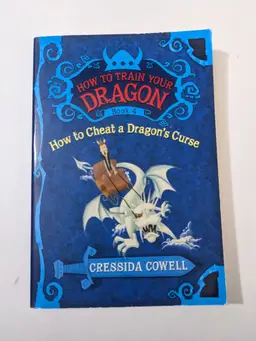 HOW TO TRAIN YOUR
DRAGON
BOOK 4
How to Cheat a Dragon's Curse
CRESSIDA COWELL